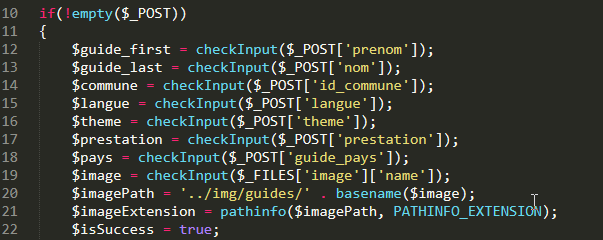 10 if(!empty($_POST))
11 {
12 $guide_first = checkInput($_POST['prenom']);
13 $guide_last = checkInput($_POST['nom']);
14 $commune = checkInput($_POST['id_commune']);
15 $langue = checkInput($_POST['langue']);
16 $theme = checkInput($_POST['theme']);
17 $prestation = checkInput($_POST['prestation']);
18 $pays = checkInput($_POST['guide_pays']);
19 $image = checkInput($_FILES['image']['name']);
20 $imagePath = '../img/guides/' . basename($image);
21 $imageExtension = pathinfo($imagePath, PATHINFO_EXTENSION);
22 $isSuccess = true;